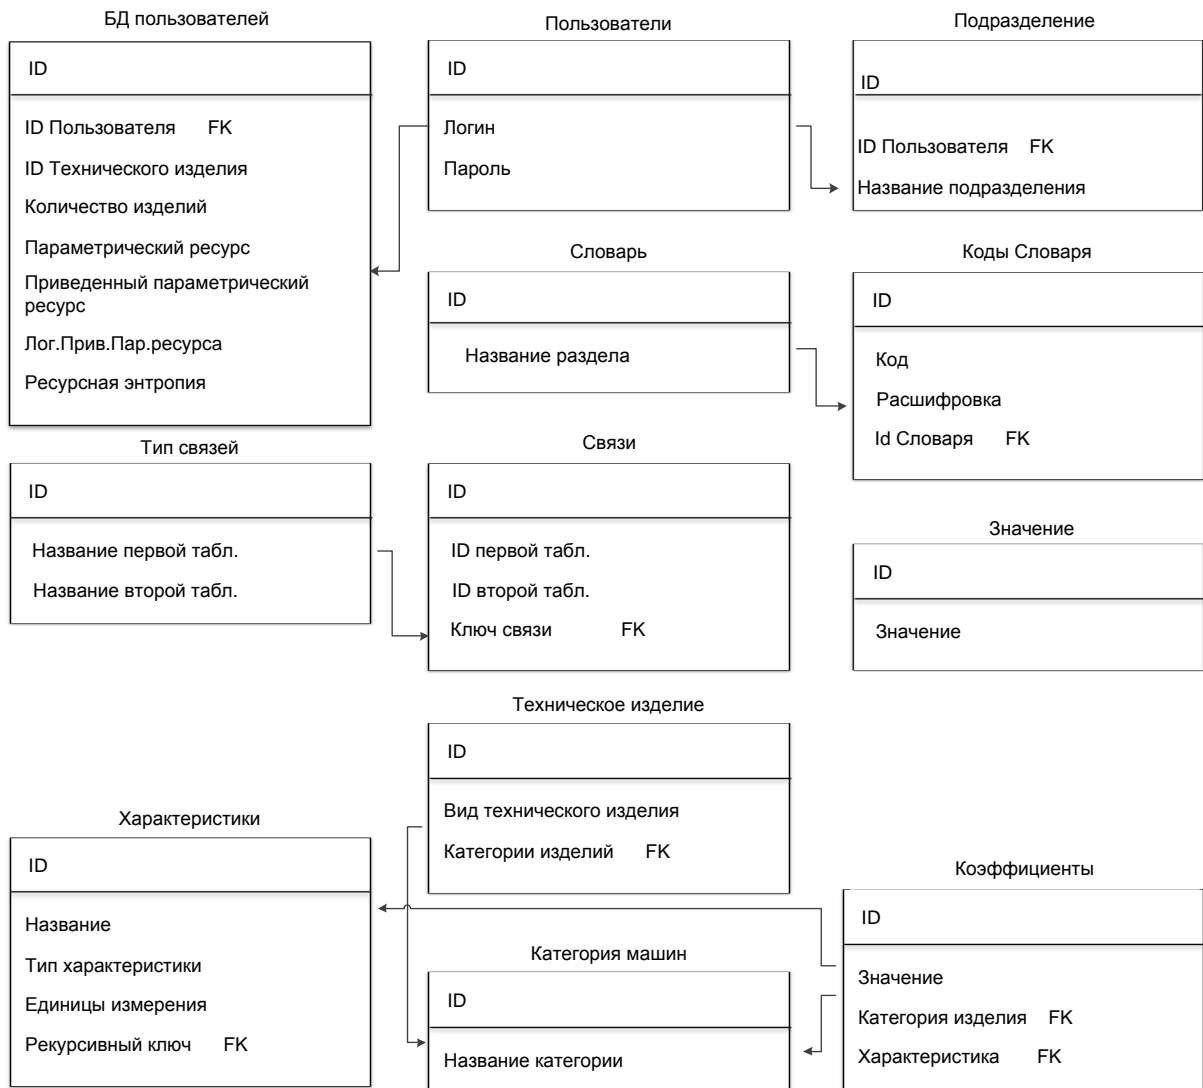 БД пользователей
ID
ID Пользователя FK
ID Технического изделия
Количество изделий
Параметрический ресурс
Приведенный параметрический
ресурс
Лог.Прив.Пар.ресурса
Ресурсная энтропия
Пользователи
ID
Логин
Пароль
Подразделение
ID
ID Пользователя FK
Название подразделения
Словарь
ID
Название раздела
Коды Словаря
ID
Код
Расшифровка
Id Словаря FK
Тип связей
ID
Название первой табл.
Название второй табл.
Связи
ID
ID первой табл.
ID второй табл.
Ключ связи FK
Значение
ID
Значение
Техническое изделие
ID
Вид технического изделия
Категории изделий FK
Характеристики
ID
Название
Тип характеристики
Единицы измерения
Рекурсивный ключ FK
Категория машин
ID
Название категории
Коэффициенты
ID
Значение
Категория изделия FK
Характеристика FK